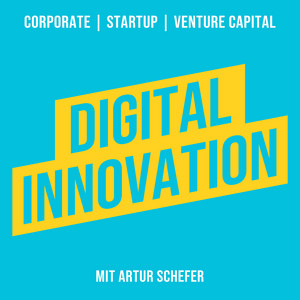 CORPORATE | STARTUP | VENTURE CAPITAL
DIGITAL
INNOVATION
MIT ARTUR SCHEFER